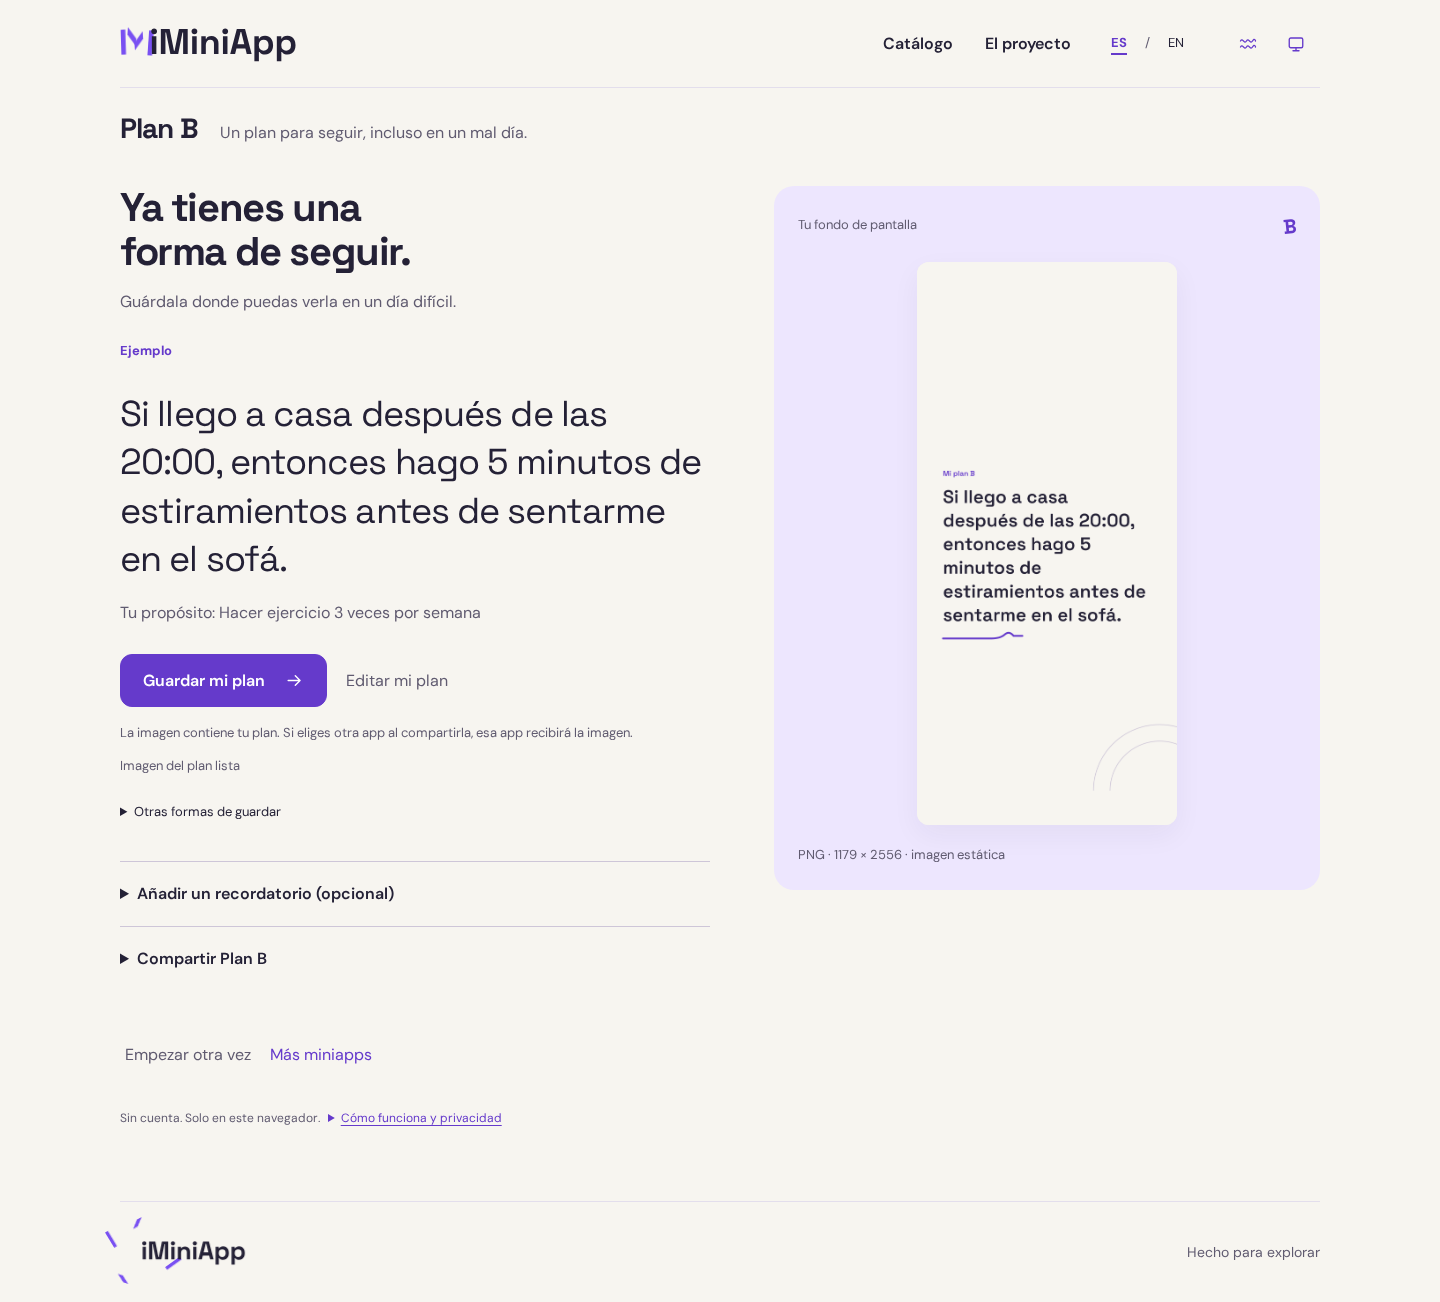 MiMiniApp
Catálogo
El proyecto
ES / EN
Plan B
Un plan para seguir, incluso en un mal día.
Ya tienes una
forma de seguir.
Guárdala donde puedas verla en un día difícil.
Ejemplo
Si llego a casa después de las
20:00, entonces hago 5 minutos de
estiramientos antes de sentarme
en el sofá.
Tu propósito: Hacer ejercicio 3 veces por semana
Guardar mi plan →
Editar mi plan
La imagen contiene tu plan. Si eliges otra app al compartirla, esa app recibirá la imagen.
Imagen del plan lista
Otras formas de guardar
Añadir un recordatorio (opcional)
Compartir Plan B
Empezar otra vez
Más miniapps
Sin cuenta. Solo en este navegador.
Cómo funciona y privacidad
Tu fondo de pantalla
B
Mi plan B
Si llego a casa
después de las 20:00,
entonces hago 5
minutos de
estiramientos antes de
sentarme en el sofá.
PNG · 1179 × 2556 · imagen estática
iMiniApp
Hecho para explorar